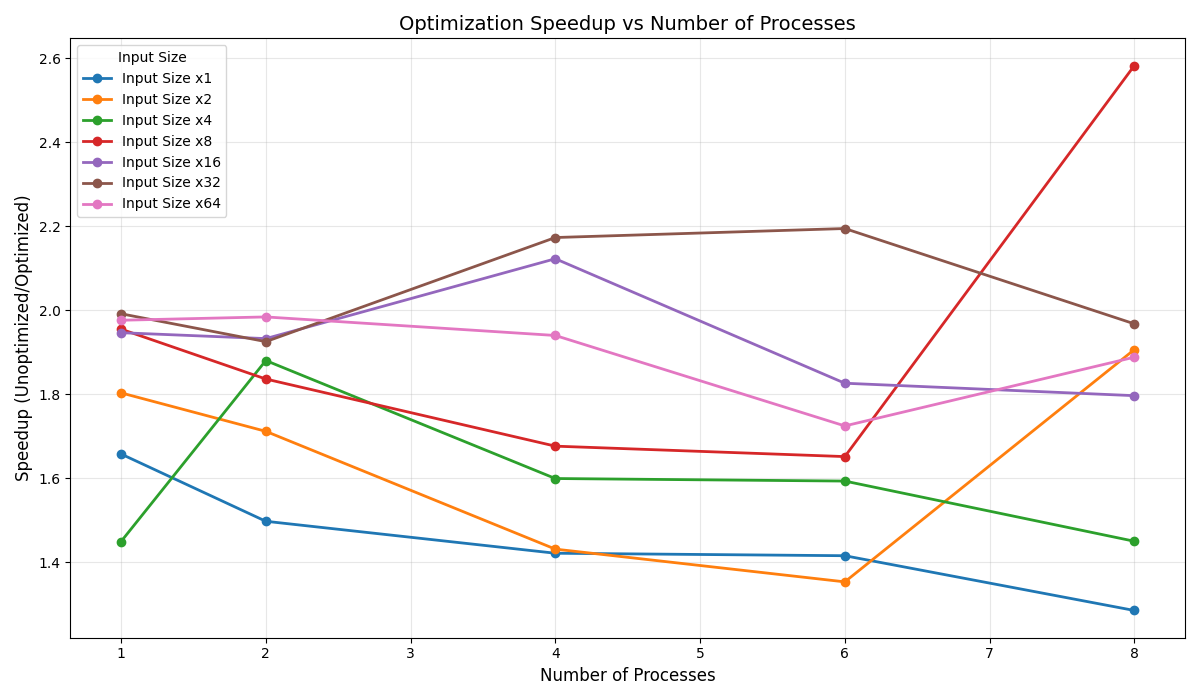 Optimization Speedup vs Number of Processes
Input Size
Input Size x1
Input Size x2
Input Size x4
Input Size x8
Input Size x16
Input Size x32
Input Size x64
Speedup (Unoptimized/Optimized)
2.6
2.4
2.2
2.0
1.8
1.6
1.4
1 2 3 4 5 6 7 8
Number of Processes